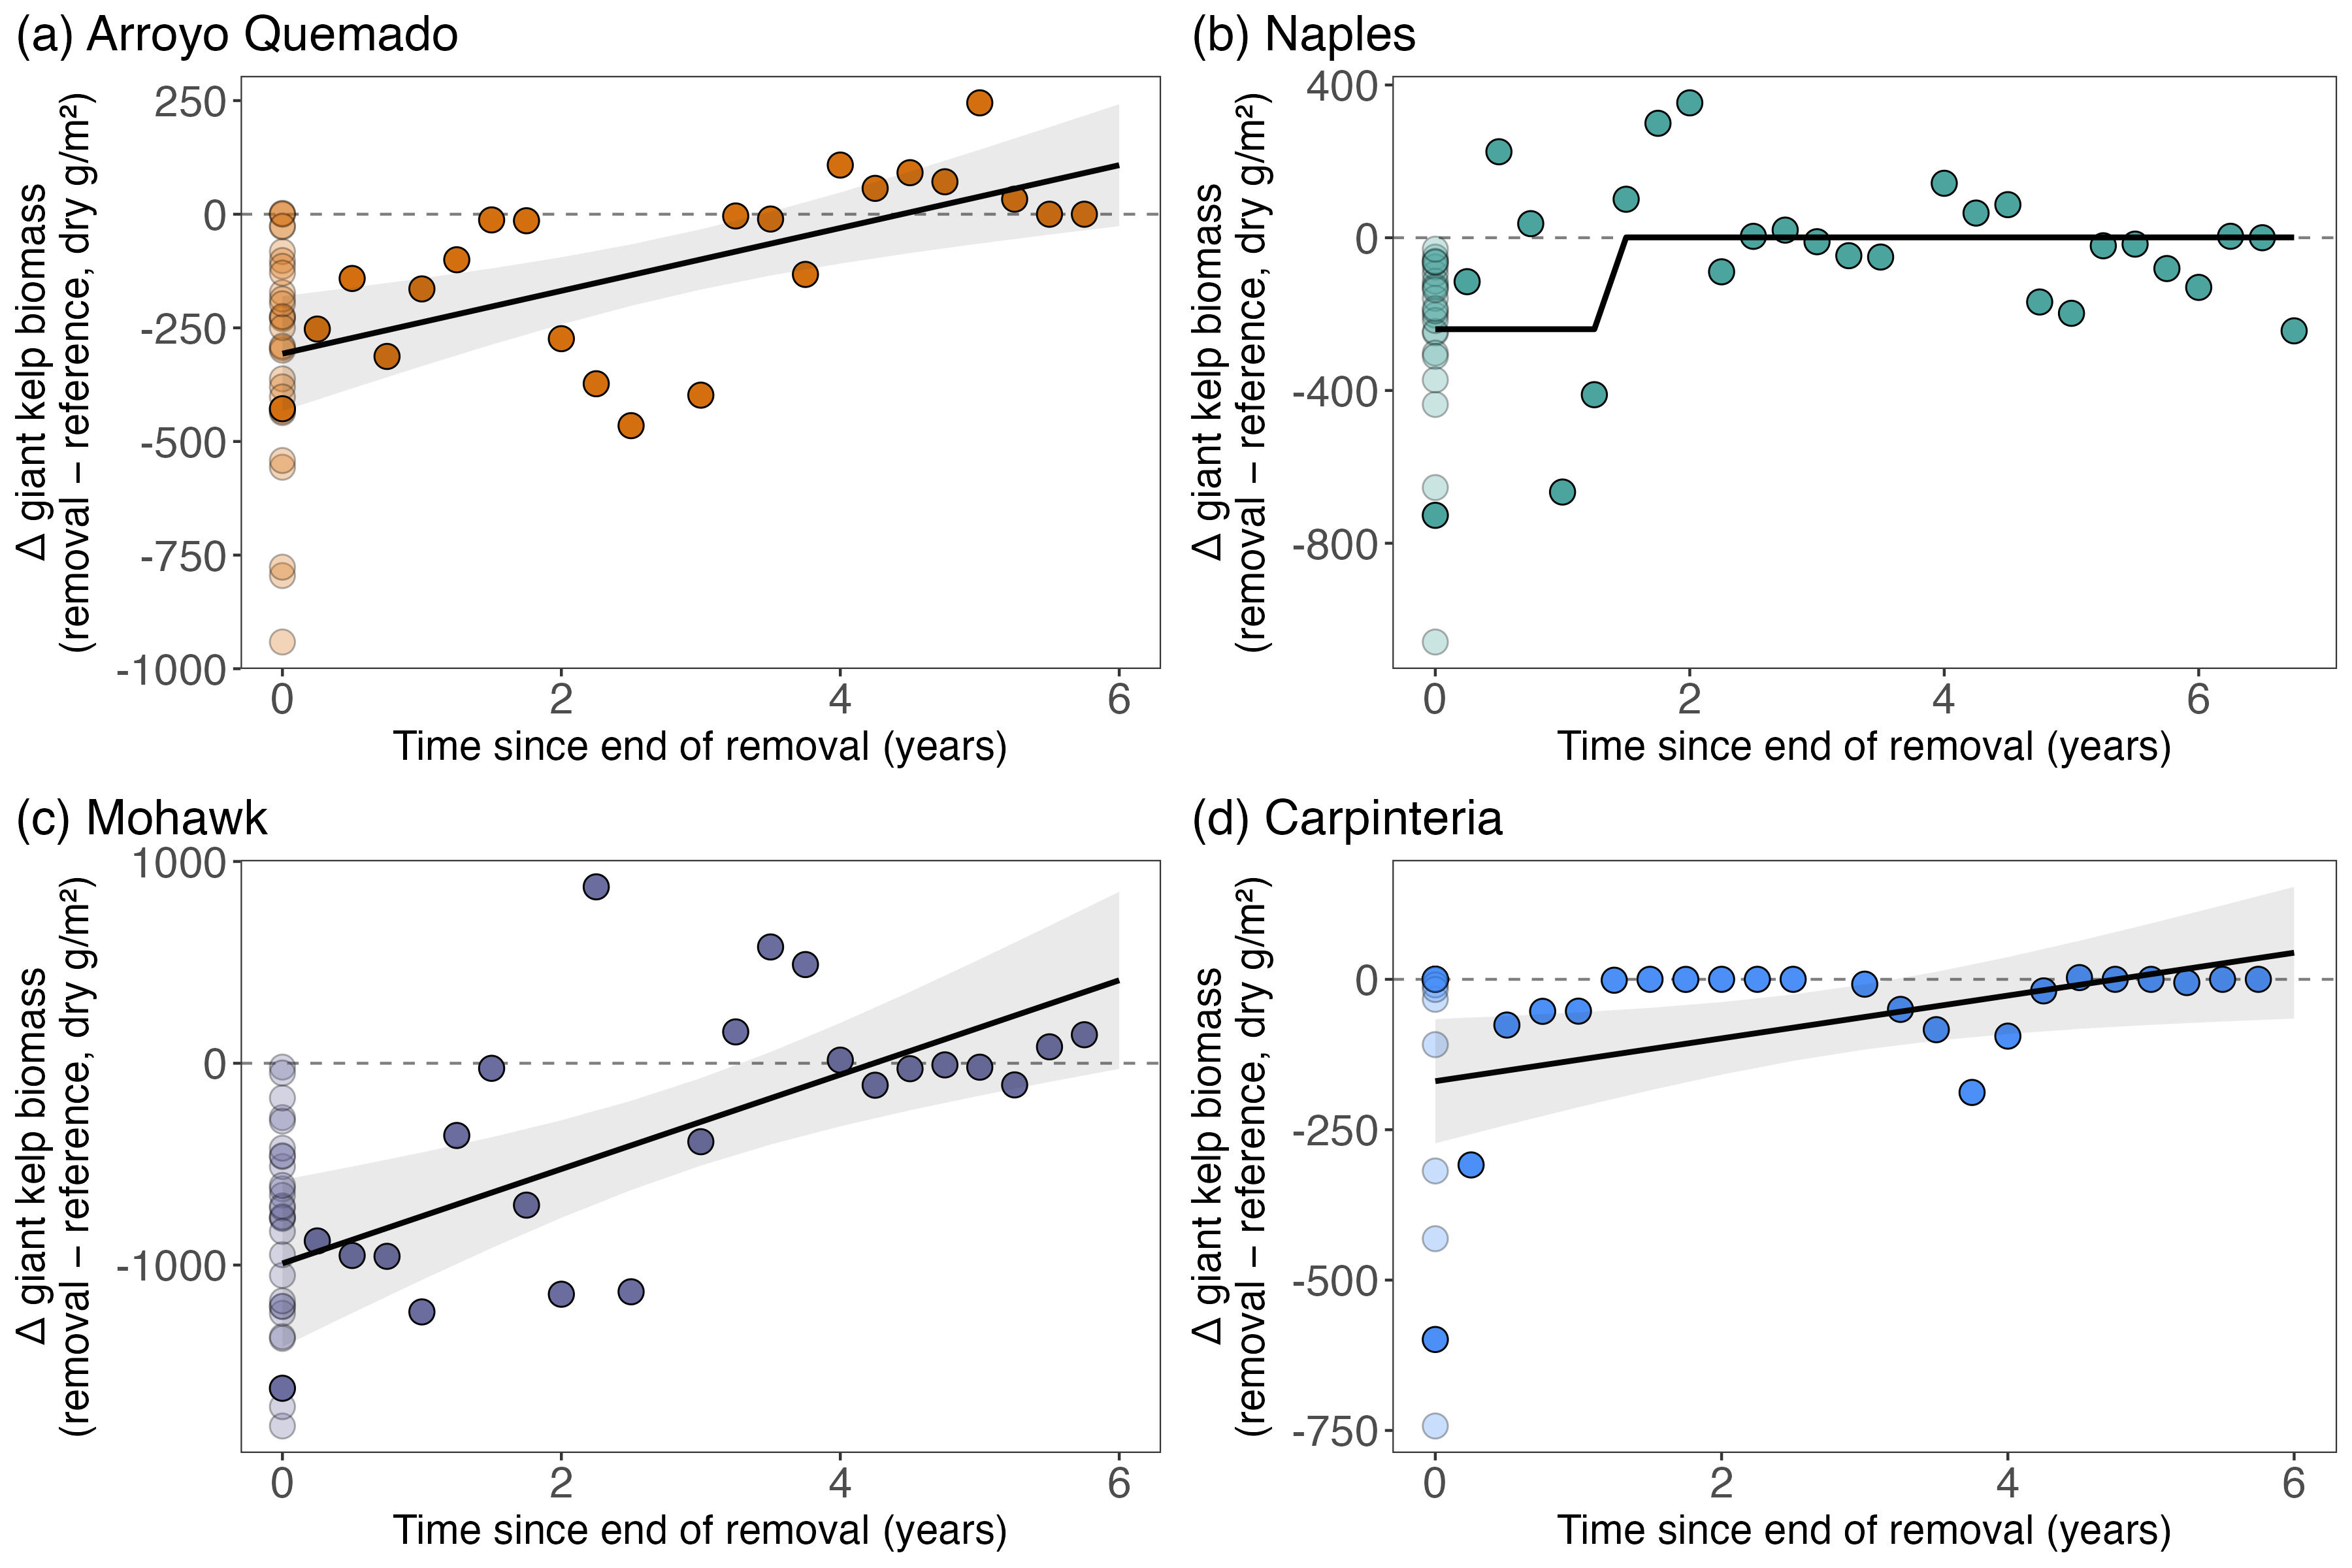 (a) Arroyo Quemado
Δ giant kelp biomass
(removal − reference, dry g/m²)
250
0
-250
-500
-750
-1000
0 2 4 6
Time since end of removal (years)
(b) Naples
Δ giant kelp biomass
(removal − reference, dry g/m²)
400
0
-400
-800
0 2 4 6
Time since end of removal (years)
(c) Mohawk
Δ giant kelp biomass
(removal − reference, dry g/m²)
1000
0
-1000
0 2 4 6
Time since end of removal (years)
(d) Carpinteria
Δ giant kelp biomass
(removal − reference, dry g/m²)
0
-250
-500
-750
0 2 4 6
Time since end of removal (years)